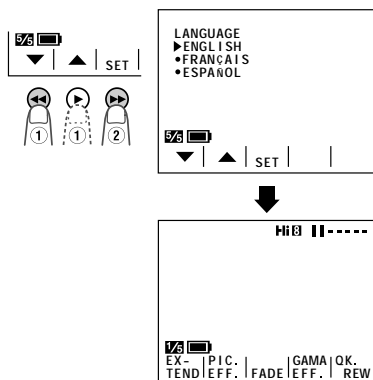 5/5
SET
1 1 2
LANGUAGE
▶ENGLISH
•FRANÇAIS
•ESPAÑOL
5/5
SET
Hi8 -----
1/5
EX- PIC. GAMA QK.
TEND EFF. FADE EFF. REW